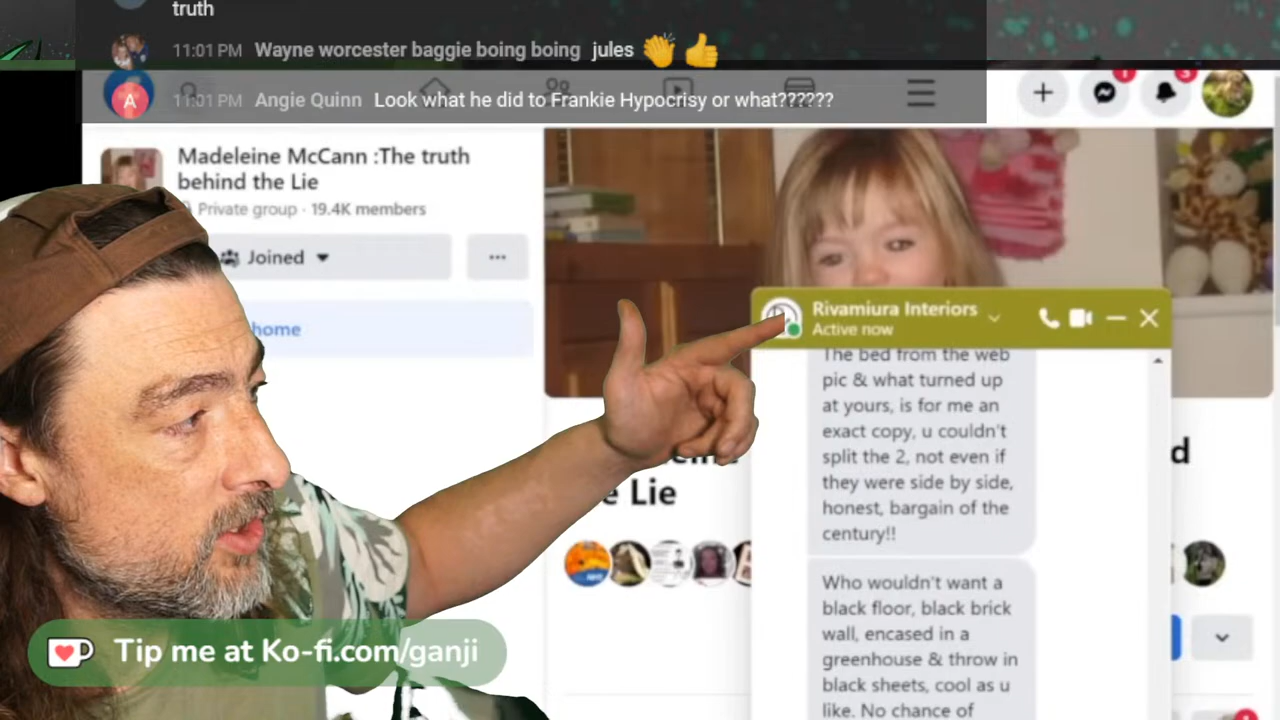 truth
11:01 PM Wayne worcester baggie boing boing jules 👏 👍
A 11:01 PM Angie Quinn Look what he did to Frankie Hypocrisy or what??????
Madeleine McCann :The truth
behind the Lie
Private group · 19.4K members
Joined
home
Rivamiura Interiors
Active now
The bed from the web
pic & what turned up
at yours, is for me an
exact copy, u couldn't
split the 2, not even if
they were side by side,
honest, bargain of the
century!!
Who wouldn't want a
black floor, black brick
wall, encased in a
greenhouse & throw in
black sheets, cool as u
like. No chance of
Lie
Tip me at Ko-fi.com/ganji